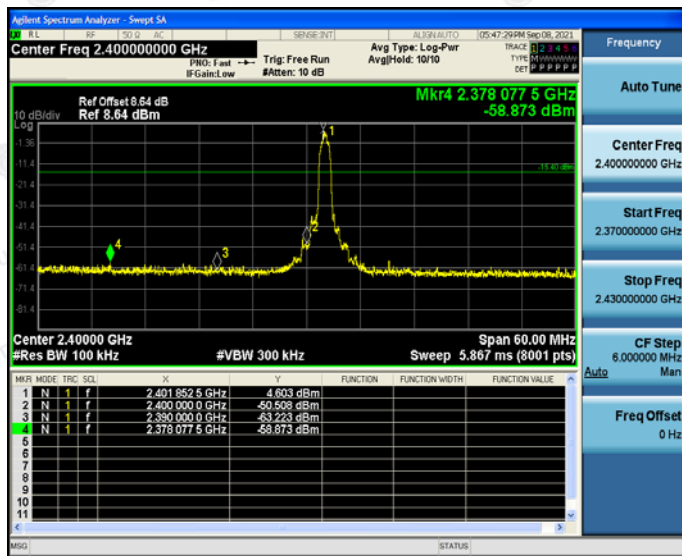 Agilent Spectrum Analyzer - Swept SA
RL RF 50 Ω AC SENSE:INT ALIGNAUTO 05:47:29PM Sep 08, 2021
Center Freq 2.400000000 GHz
PNO: Fast
IFGain:Low
Trig: Free Run
#Atten: 10 dB
Avg Type: Log-Pwr
Avg|Hold: 10/10
TRACE 1 2 3 4 5 6
TYPE M
DET P P P P P P
Frequency
Auto Tune
Center Freq
2.400000000 GHz
Start Freq
2.370000000 GHz
Stop Freq
2.430000000 GHz
CF Step
6.000000 MHz
Auto Man
Freq Offset
0 Hz
Mkr4 2.378 077 5 GHz
-58.873 dBm
Ref Offset 8.64 dB
10 dB/div Ref 8.64 dBm
Log
-1.36
-11.4
-21.4
-31.4
-41.4
-51.4
-61.4
-71.4
-81.4
-15.40 dBm
1
2
3
4
Center 2.40000 GHz Span 60.00 MHz
#Res BW 100 kHz #VBW 300 kHz Sweep 5.867 ms (8001 pts)
MKR MODE TRC SCL X Y FUNCTION FUNCTION WIDTH FUNCTION VALUE
1 N 1 f 2.401 852 5 GHz 4.603 dBm
2 N 1 f 2.400 000 0 GHz -50.508 dBm
3 N 1 f 2.390 000 0 GHz -63.223 dBm
4 N 1 f 2.378 077 5 GHz -58.873 dBm
5
6
7
8
9
10
11
MSG STATUS